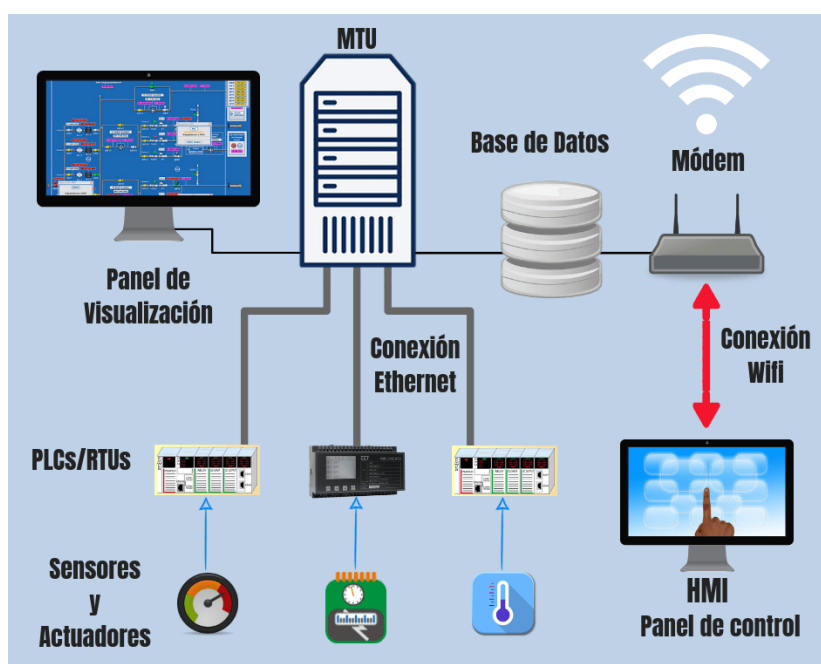 MTU
Base de Datos
Módem
Panel de
Visualización
Conexión
Ethernet
Conexión
Wifi
PLCs/RTUs
Sensores
y
Actuadores
HMI
Panel de control